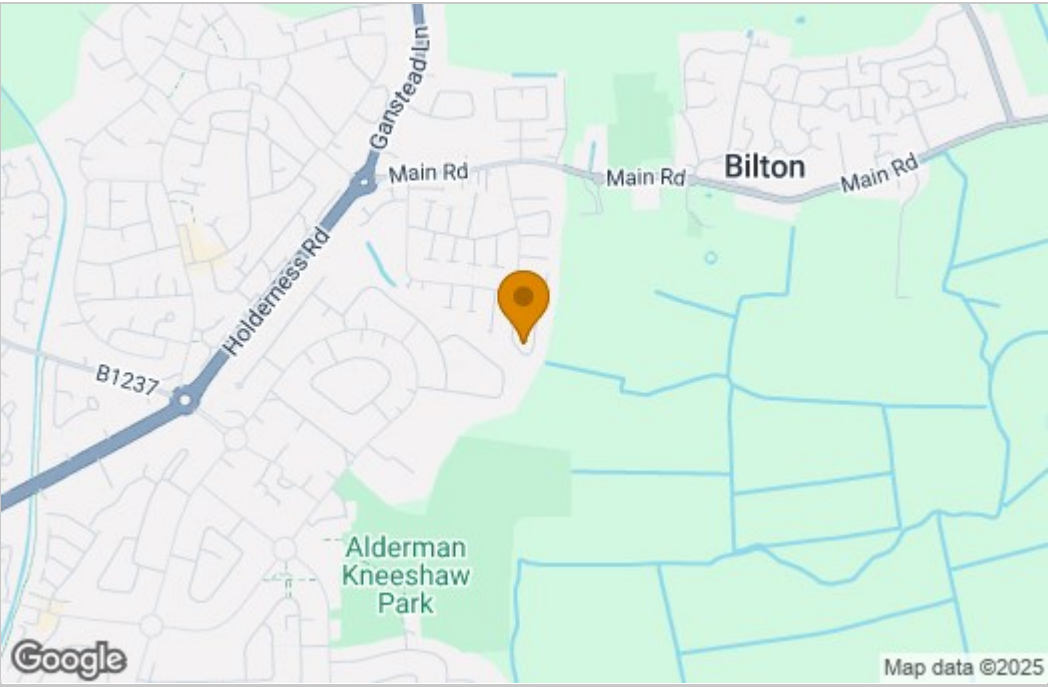 Ganstead Ln
Main Rd
Main Rd
Bilton
Main Rd
Holderness Rd
B1237
Alderman
Kneeshaw
Park
Google
Map data ©2025